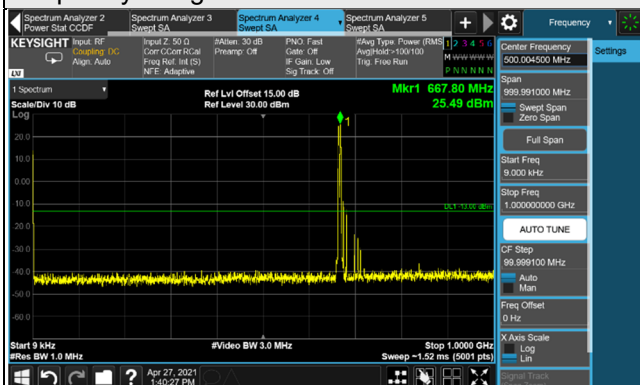 Spectrum Analyzer 2
Power Stat CCDF
Spectrum Analyzer 3
Swept SA
Spectrum Analyzer 4
Swept SA
Spectrum Analyzer 5
Swept SA
+
Frequency
KEYSIGHT
Input: RF
Coupling: DC
Align: Auto
Input Z: 50 Ω
Corr CCorr RCal
Freq Ref: Int (S)
NFE: Adaptive
#Atten: 30 dB
Preamp: Off
PNO: Fast
Gate: Off
IF Gain: Low
Sig Track: Off
#Avg Type: Power (RMS
Avg|Hold:>100/100
Trig: Free Run
1 2 3 4 5 6
M W W W W W
P N N N N N
LXI
Center Frequency
500.004500 MHz
Settings
Span
999.991000 MHz
Swept Span
Zero Span
Full Span
Start Freq
9.000 kHz
Stop Freq
1.000000000 GHz
AUTO TUNE
CF Step
99.999100 MHz
Auto
Man
Freq Offset
0 Hz
X Axis Scale
Log
Lin
Signal Track
1 Spectrum
Scale/Div 10 dB
Log
Ref Lvl Offset 15.00 dB
Ref Level 30.00 dBm
Mkr1 667.80 MHz
25.49 dBm
1
20.0
10.0
0.00
-10.0
-20.0
-30.0
-40.0
-50.0
-60.0
DL1 -13.00 dBm
Start 9 kHz
#Res BW 1.0 MHz
#Video BW 3.0 MHz
Stop 1.0000 GHz
Sweep ~1.52 ms (5001 pts)
?
Apr 27, 2021
1:40:27 PM